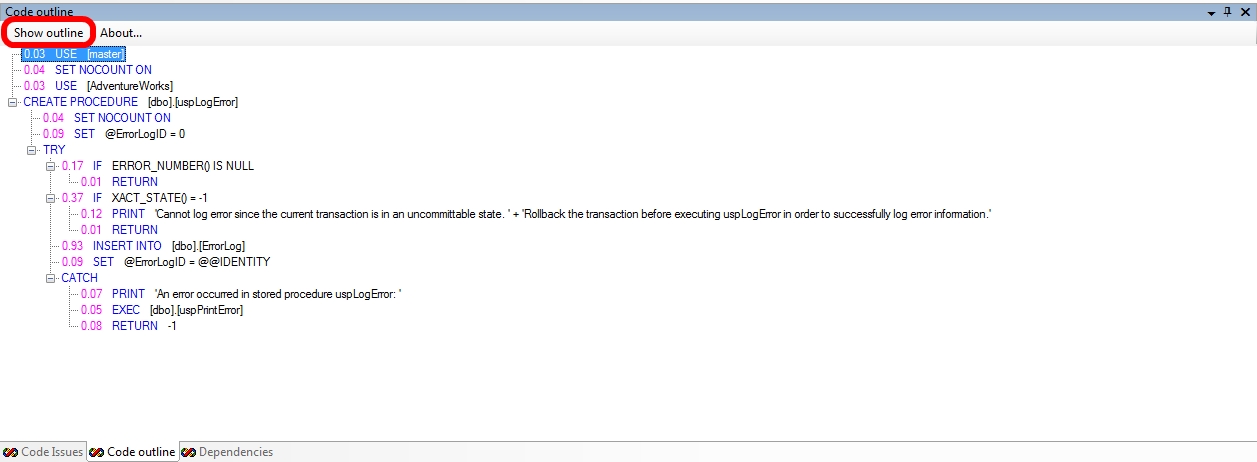 Code outline
Show outline About...
0.03 USE [master]
0.04 SET NOCOUNT ON
0.03 USE [AdventureWorks]
CREATE PROCEDURE [dbo].[uspLogError]
0.04 SET NOCOUNT ON
0.09 SET @ErrorLogID = 0
TRY
0.17 IF ERROR_NUMBER() IS NULL
0.01 RETURN
0.37 IF XACT_STATE() = -1
0.12 PRINT 'Cannot log error since the current transaction is in an uncommittable state. ' + 'Rollback the transaction before executing uspLogError in order to successfully log error information.'
0.01 RETURN
0.93 INSERT INTO [dbo].[ErrorLog]
0.09 SET @ErrorLogID = @@IDENTITY
CATCH
0.07 PRINT 'An error occurred in stored procedure uspLogError: '
0.05 EXEC [dbo].[uspPrintError]
0.08 RETURN -1
Code Issues Code outline Dependencies